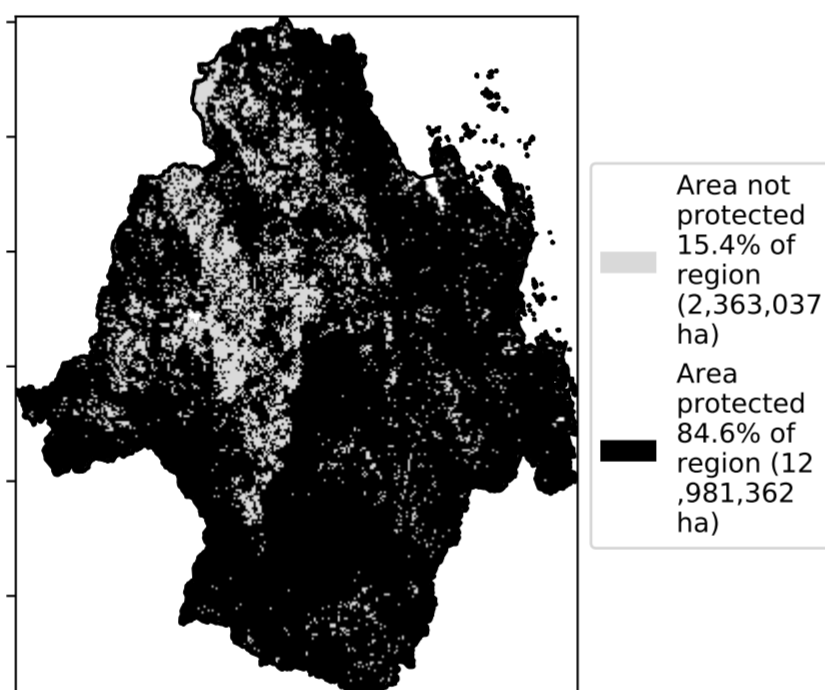 Area not
protected
15.4% of
region
(2,363,037
ha)
Area
protected
84.6% of
region (12
,981,362
ha)